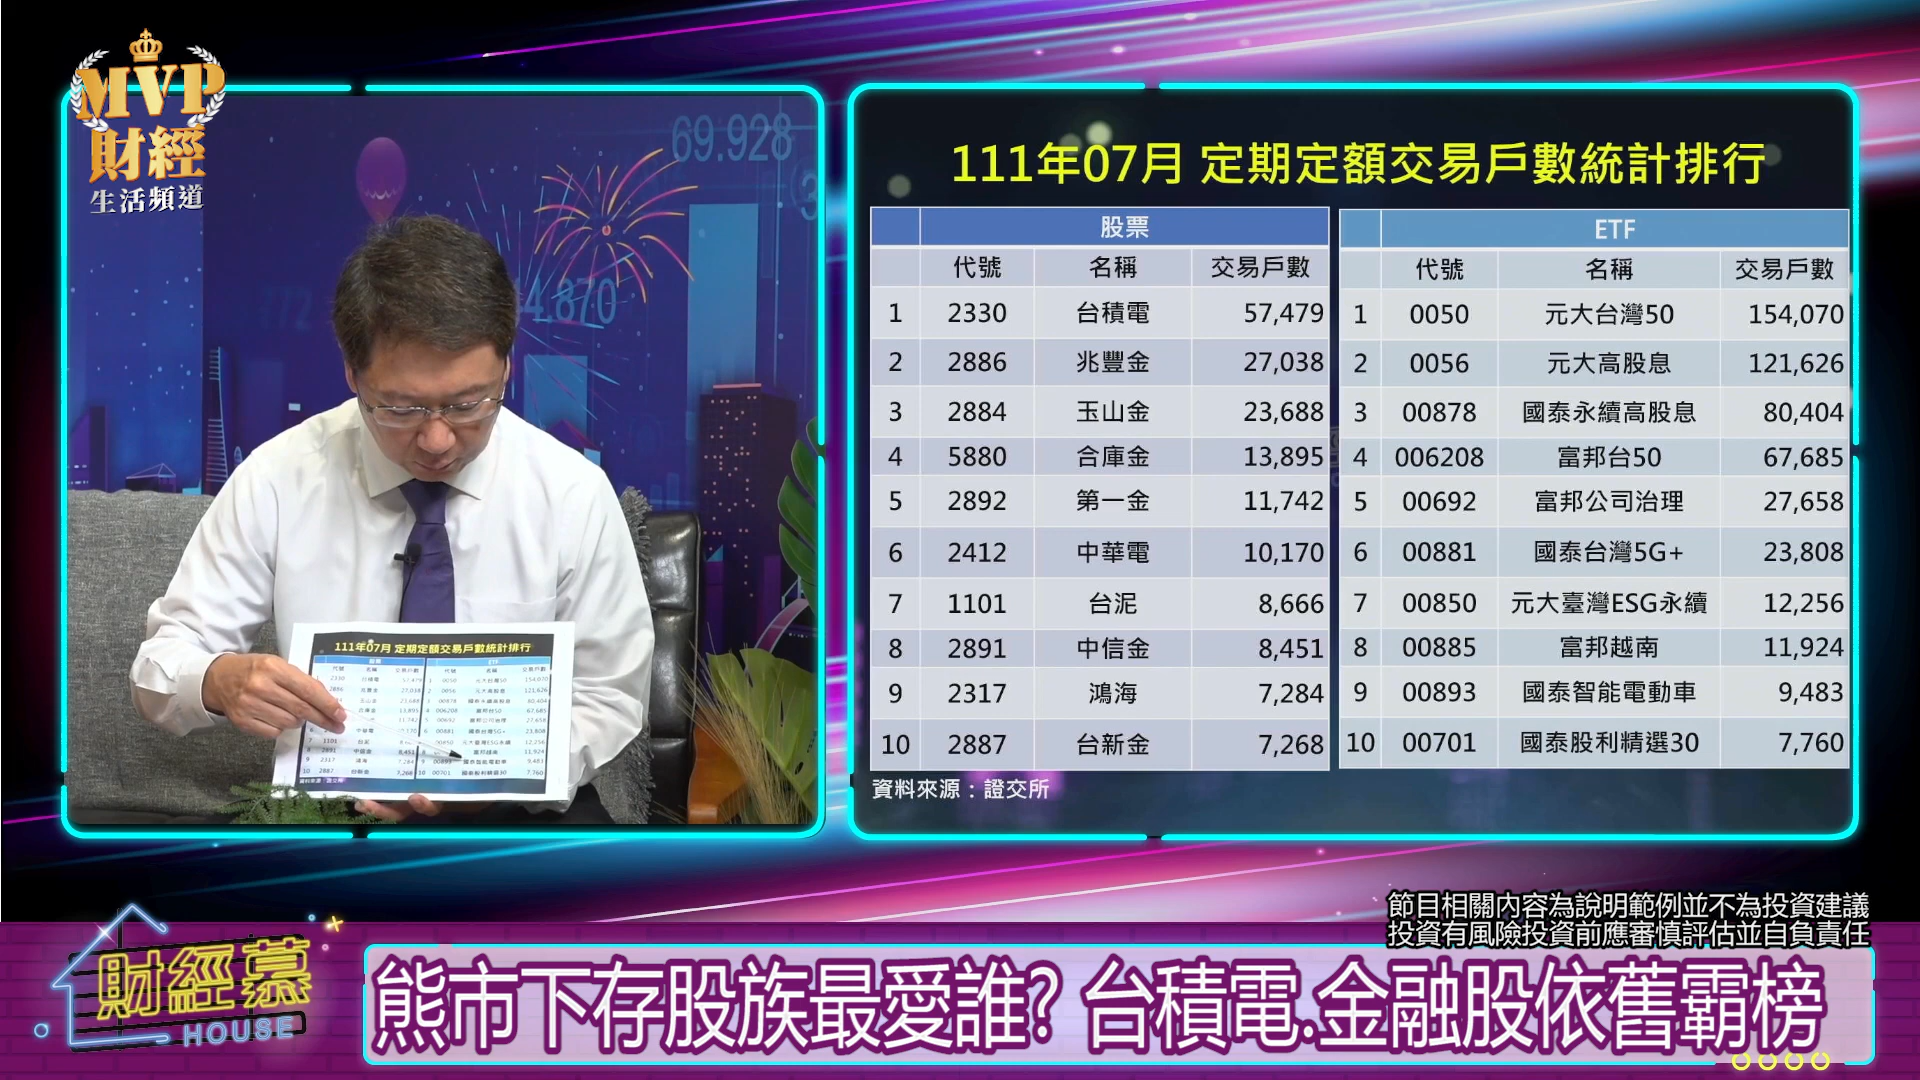 MVP
財經
生活頻道
69.928
4.870
772
111年07月 定期定額交易戶數統計排行
股票
代號 名稱 交易戶數
1 2330 台積電 57,479
2 2886 兆豐金 27,038
3 2884 玉山金 23,688
4 5880 合庫金 13,895
5 2892 第一金 11,742
6 2412 中華電 10,170
7 1101 台泥 8,666
8 2891 中信金 8,451
9 2317 鴻海 7,284
10 2887 台新金 7,268
ETF
代號 名稱 交易戶數
1 0050 元大台灣50 154,070
2 0056 元大高股息 121,626
3 00878 國泰永續高股息 80,404
4 006208 富邦台50 67,685
5 00692 富邦公司治理 27,658
6 00881 國泰台灣5G+ 23,808
7 00850 元大臺灣ESG永續 12,256
8 00885 富邦越南 11,924
9 00893 國泰智能電動車 9,483
10 00701 國泰股利精選30 7,760
資料來源：證交所
111年07月 定期定額交易戶數統計排行
節目相關內容為說明範例並不為投資建議
投資有風險投資前應審慎評估並自負責任
財經慕
HOUSE
熊市下存股族最愛誰? 台積電.金融股依舊霸榜